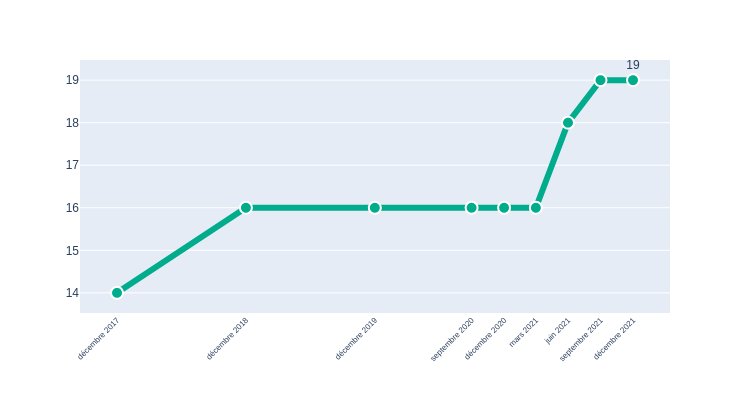 19
19
18
17
16
15
14
décembre 2017
décembre 2018
décembre 2019
septembre 2020
décembre 2020
mars 2021
juin 2021
septembre 2021
décembre 2021